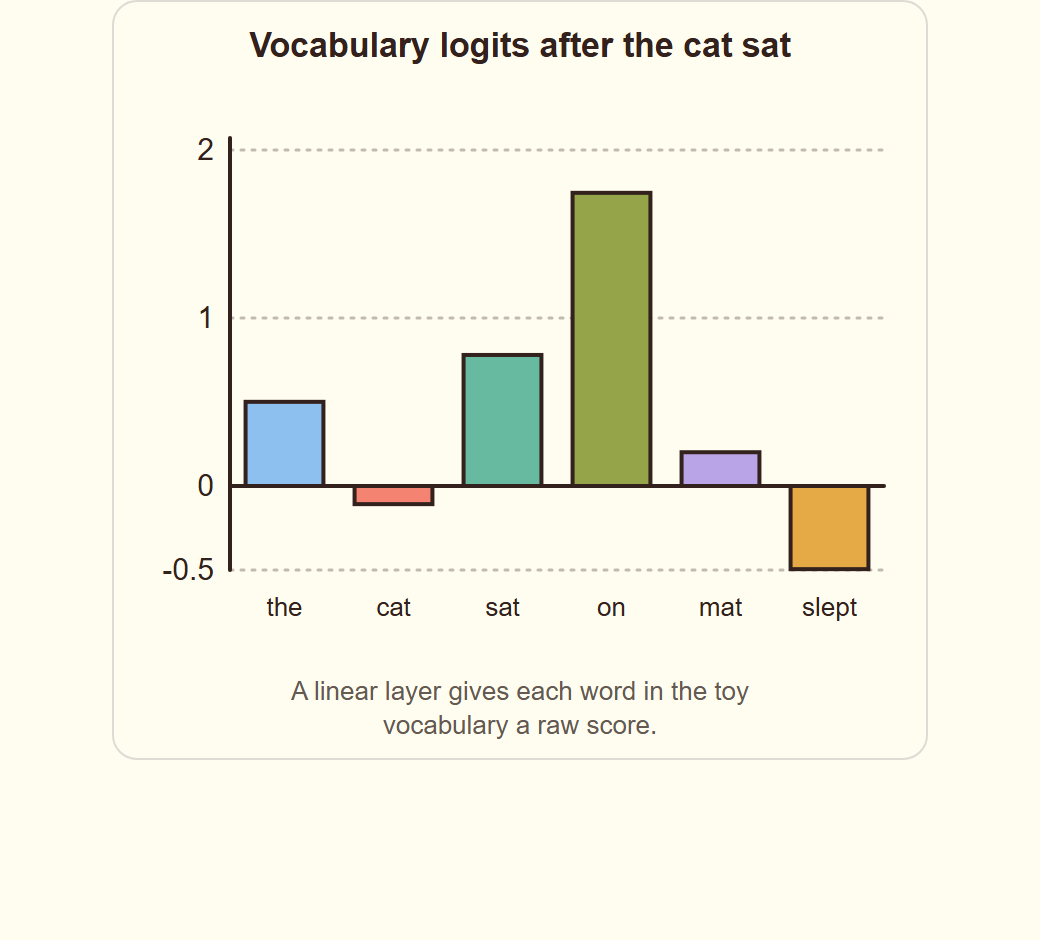 Vocabulary logits after the cat sat
2
1
0
-0.5
the cat sat on mat slept
A linear layer gives each word in the toy
vocabulary a raw score.